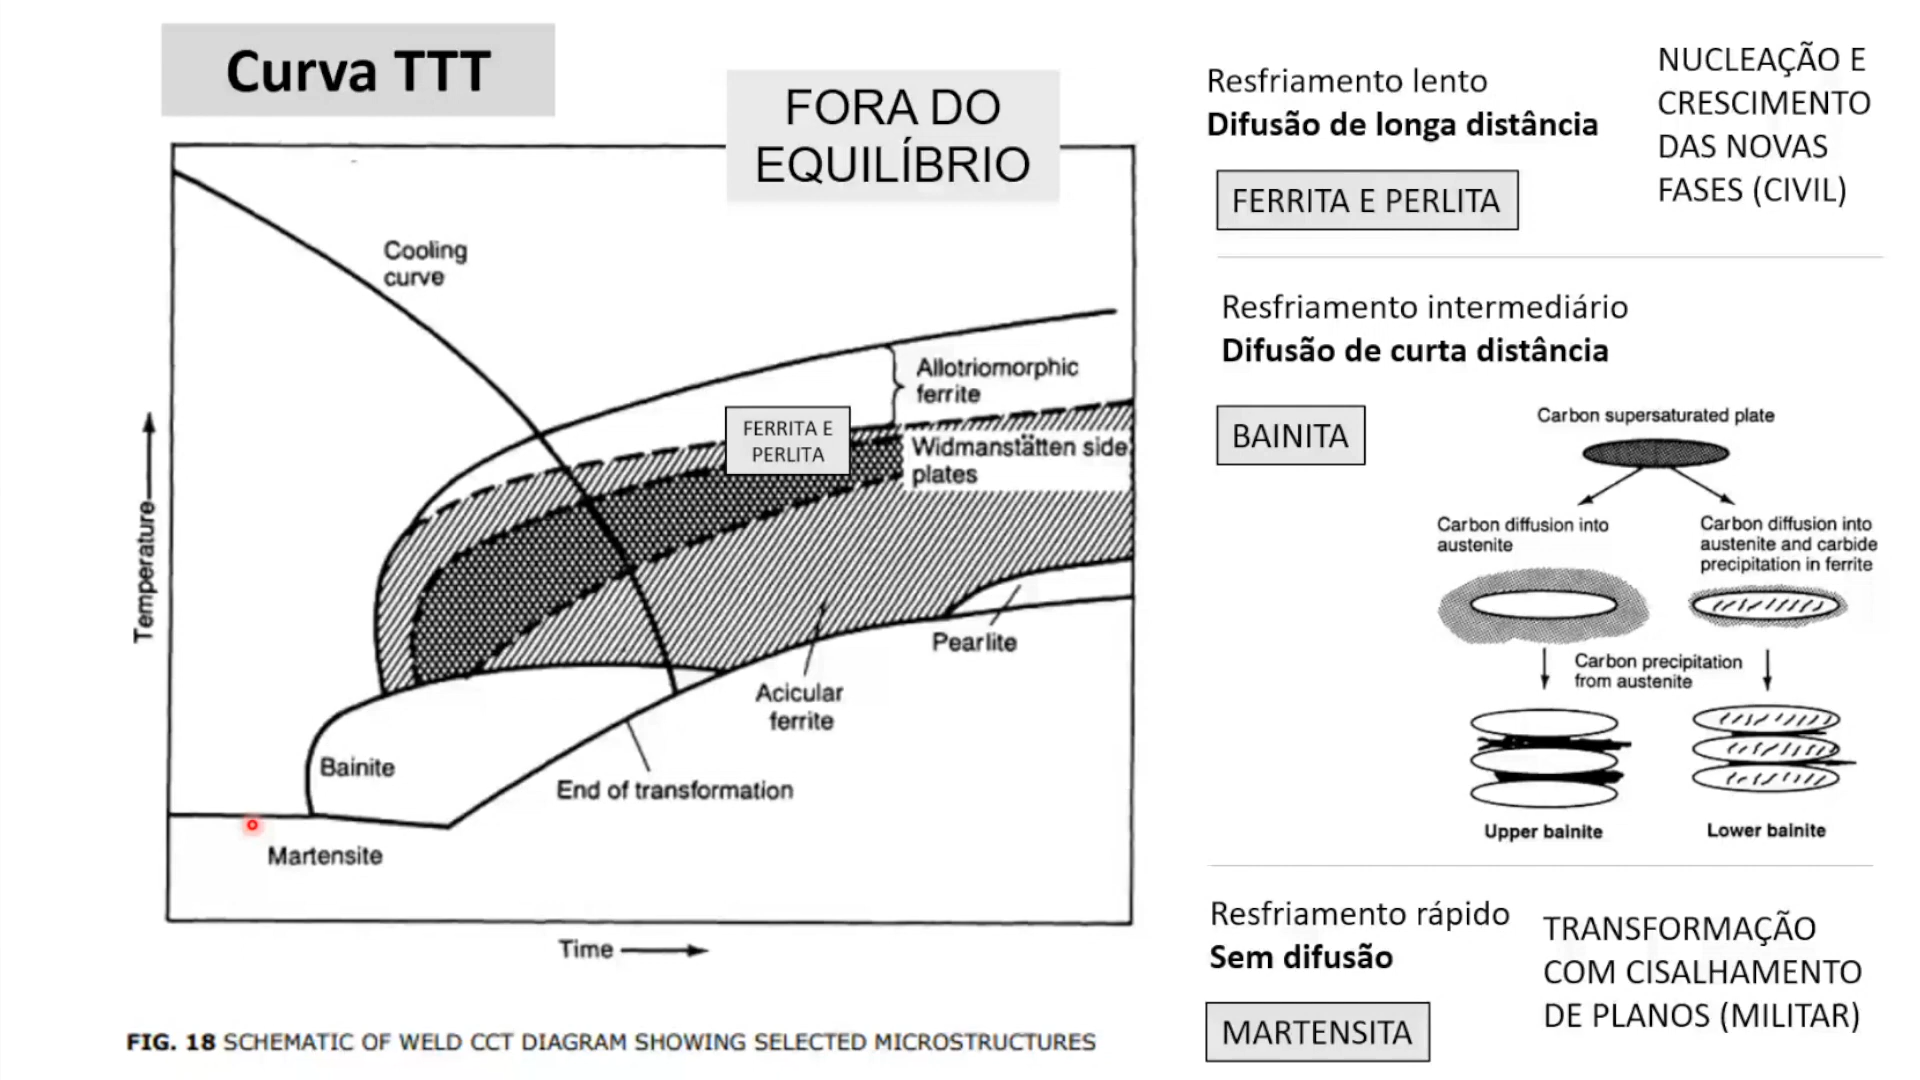 Curva TTT
FORA DO
EQUILÍBRIO
Cooling
curve
Allotriomorphic
ferrite
FERRITA E
PERLITA
Widmanstätten side
plates
Temperature
Pearlite
Acicular
ferrite
Bainite
End of transformation
Martensite
Time
FIG. 18 SCHEMATIC OF WELD CCT DIAGRAM SHOWING SELECTED MICROSTRUCTURES
Resfriamento lento
Difusão de longa distância
FERRITA E PERLITA
NUCLEAÇÃO E
CRESCIMENTO
DAS NOVAS
FASES (CIVIL)
Resfriamento intermediário
Difusão de curta distância
BAINITA
Carbon supersaturated plate
Carbon diffusion into
austenite
Carbon diffusion into
austenite and carbide
precipitation in ferrite
Carbon precipitation
from austenite
Upper bainite
Lower bainite
Resfriamento rápido
Sem difusão
MARTENSITA
TRANSFORMAÇÃO
COM CISALHAMENTO
DE PLANOS (MILITAR)